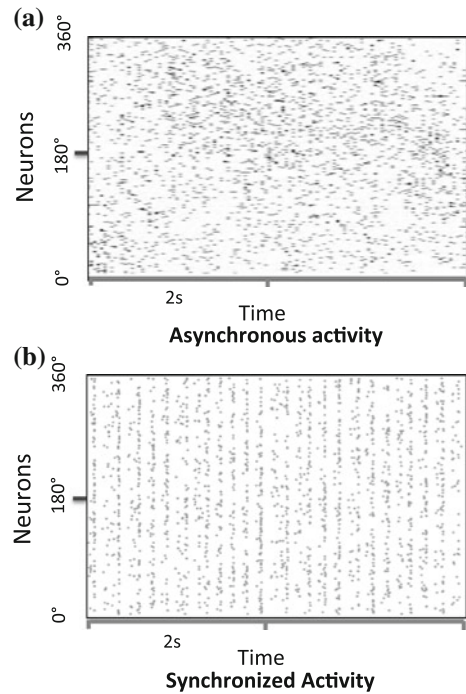 (a)
360°
Neurons
180°
0°
2s
Time
Asynchronous activity
(b)
360°
Neurons
180°
0°
2s
Time
Synchronized Activity